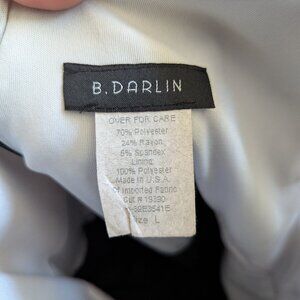 B.DARLIN
OVER FOR CARE
70% Polyester
24% Rayon
6% Spandex
Lining
100% Polyester
Made In U.S.A.
Of Imported Fabric
Cut # 19390
Size L